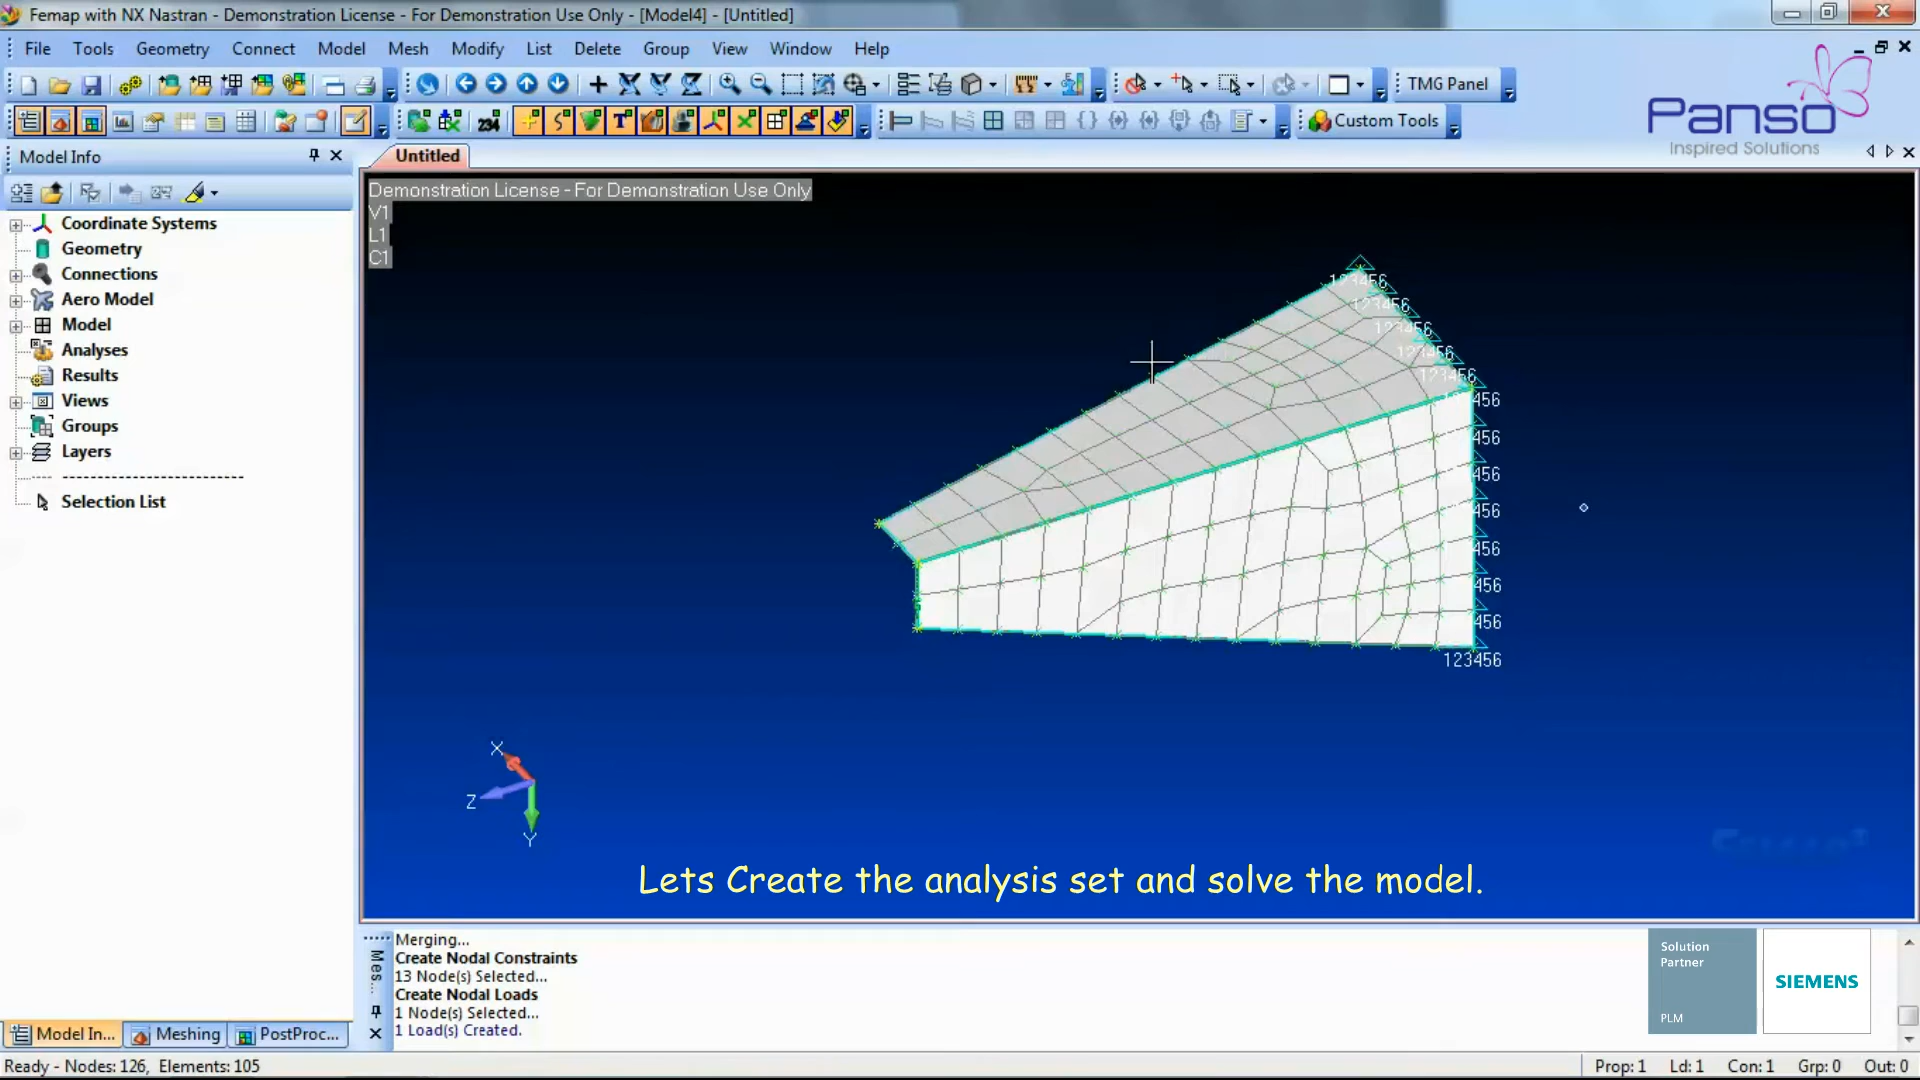 Femap with NX Nastran - Demonstration License - For Demonstration Use Only - [Model4] - [Untitled]
File Tools Geometry Connect Model Mesh Modify List Delete Group View Window Help
TMG Panel
234
Custom Tools
Panso
Inspired Solutions
Model Info
Untitled
Demonstration License - For Demonstration Use Only
V1
L1
C1
Coordinate Systems
Geometry
Connections
Aero Model
Model
Analyses
Results
Views
Groups
Layers
Selection List
123456
123456
123456
123456
123456
456
456
456
456
456
456
456
123456
X
Z
Y
Lets Create the analysis set and solve the model.
Mes...
Merging...
Create Nodal Constraints
13 Node(s) Selected...
Create Nodal Loads
1 Node(s) Selected...
1 Load(s) Created.
Solution
Partner
PLM
SIEMENS
Model In... Meshing PostProc...
Ready - Nodes: 126, Elements: 105
Prop: 1 Ld: 1 Con: 1 Grp: 0 Out: 0